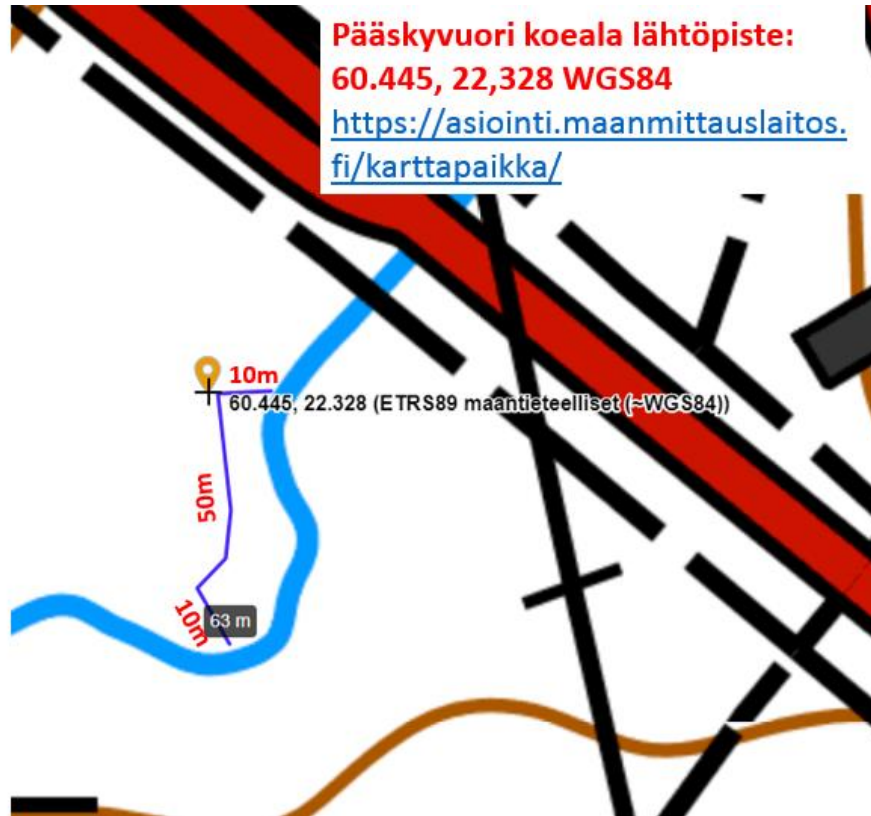 Pääskyvuori koeala lähtöpiste:
60.445, 22,328 WGS84
https://asiointi.maanmittauslaitos.
fi/karttapaikka/
10m
60.445, 22.328 (ETRS89 maantieteelliset (~WGS84))
50m
10m
63 m